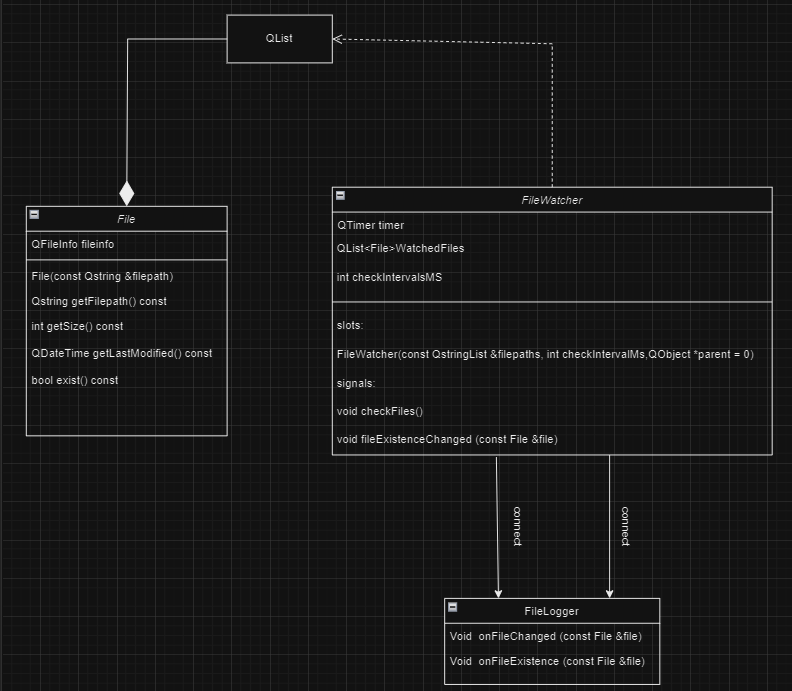 QList
File
QFileInfo fileinfo
File(const Qstring &filepath)
Qstring getFilepath() const
int getSize() const
QDateTime getLastModified() const
bool exist() const
FileWatcher
QTimer timer
QList<File>WatchedFiles
int checkIntervalsMS
slots:
FileWatcher(const QstringList &filepaths, int checkIntervalMs,QObject *parent = 0)
signals:
void checkFiles()
void fileExistenceChanged (const File &file)
connect
connect
FileLogger
Void onFileChanged (const File &file)
Void onFileExistence (const File &file)